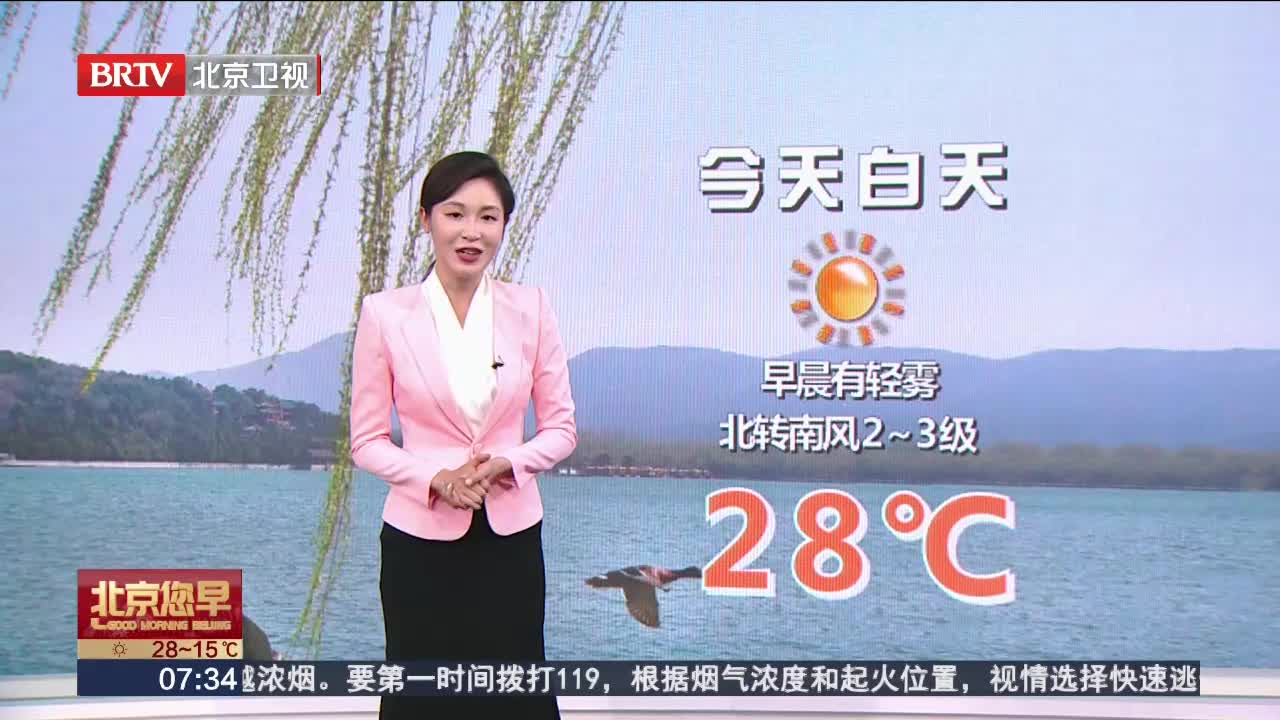 BRTV 北京卫视
今天白天
早晨有轻雾
北转南风2~3级
28℃
北京您早
GOOD MORNING BEIJING
28~15℃
07:34
浓烟。要第一时间拨打119，根据烟气浓度和起火位置，视情选择快速逃